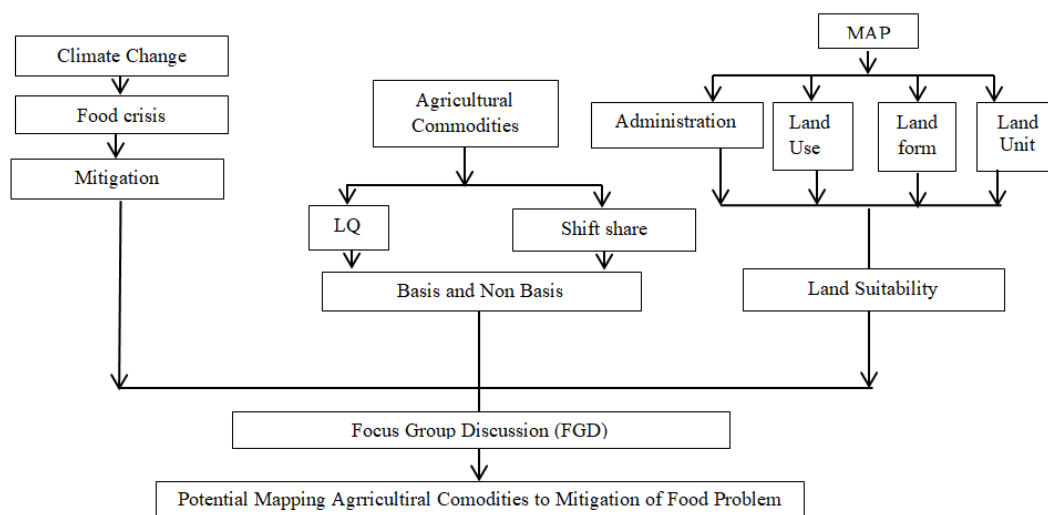 MAP
Climate Change
Food crisis
Mitigation
Agricultural
Commodities
Administration
Land
Use
Land
form
Land
Unit
LQ
Shift share
Basis and Non Basis
Land Suitability
Focus Group Discussion (FGD)
Potential Mapping Agrricultiral Comodities to Mitigation of Food Problem